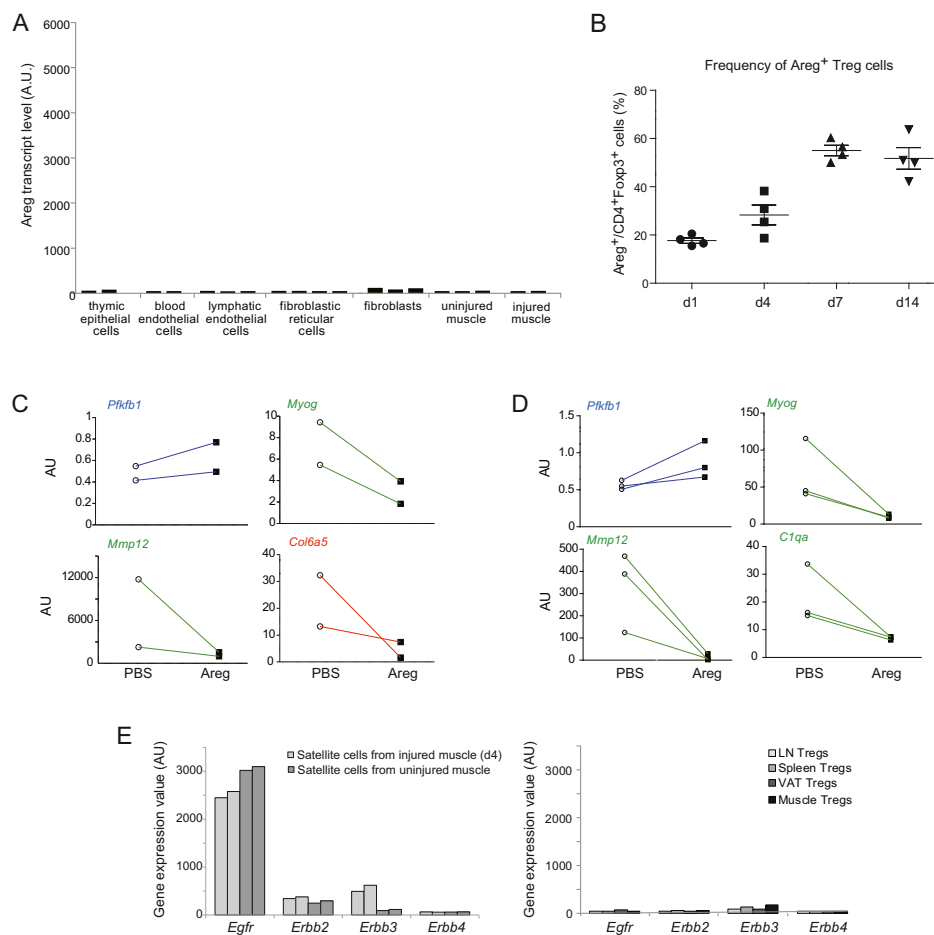 A
Areg transcript level (A.U.)
6000
5000
4000
3000
2000
1000
0
thymic epithelial cells
blood endothelial cells
lymphatic endothelial cells
fibroblastic reticular cells
fibroblasts
uninjured muscle
injured muscle
B
Frequency of Areg+ Treg cells
Areg+/CD4+Foxp3+ cells (%)
80
60
40
20
0
d1 d4 d7 d14
C
Pfkfb1
AU
1
0.8
0.6
0.4
0.2
0
Myog
10
8
6
4
2
0
Mmp12
AU
12000
6000
0
PBS Areg
Col6a5
40
30
20
10
0
PBS Areg
D
Pfkfb1
AU
1.5
1.0
0.5
0
Myog
150
100
50
0
Mmp12
AU
500
400
300
200
100
0
PBS Areg
C1qa
40
30
20
10
0
PBS Areg
E
Gene expression value (AU)
3000
2000
1000
0
Satellite cells from injured muscle (d4)
Satellite cells from uninjured muscle
Egfr Erbb2 Erbb3 Erbb4
Gene expression value (AU)
3000
2000
1000
0
LN Tregs
Spleen Tregs
VAT Tregs
Muscle Tregs
Egfr Erbb2 Erbb3 Erbb4